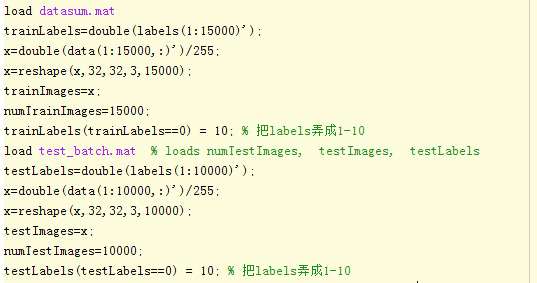 load datasum.mat
trainLabels=double(labels(1:15000)');
x=double(data(1:15000,:)')/255;
x=reshape(x,32,32,3,15000);
trainImages=x;
numTrainImages=15000;
trainLabels(trainLabels==0) = 10; % 把labels弄成1-10
load test_batch.mat  % loads numTestImages,  testImages,  testLabels
testLabels=double(labels(1:10000)');
x=double(data(1:10000,:)')/255;
x=reshape(x,32,32,3,10000);
testImages=x;
numTestImages=10000;
testLabels(testLabels==0) = 10; % 把labels弄成1-10